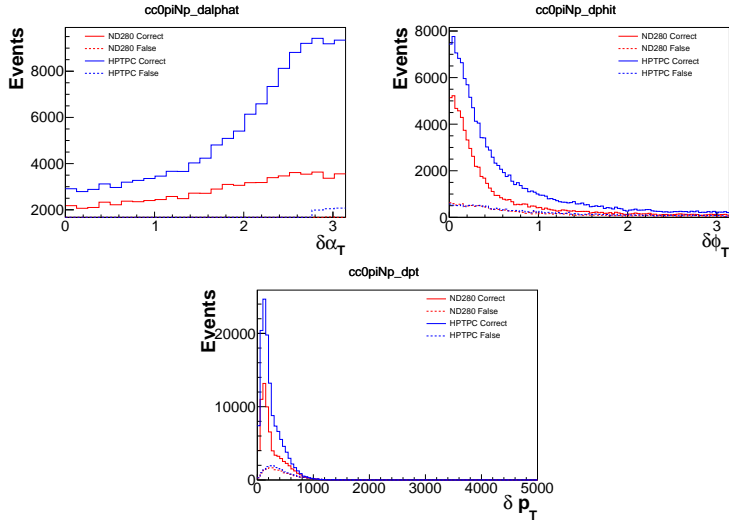 cc0piNp_dalphat
Events
ND280 Correct
ND280 False
HPTPC Correct
HPTPC False
8000
6000
4000
2000
0 1 2 3
δα_T
cc0piNp_dphit
Events
ND280 Correct
ND280 False
HPTPC Correct
HPTPC False
8000
6000
4000
2000
0
0 1 2 3
δϕ_T
cc0piNp_dpt
Events
ND280 Correct
ND280 False
HPTPC Correct
HPTPC False
20000
10000
0
0 1000 2000 3000 4000 5000
δ p_T